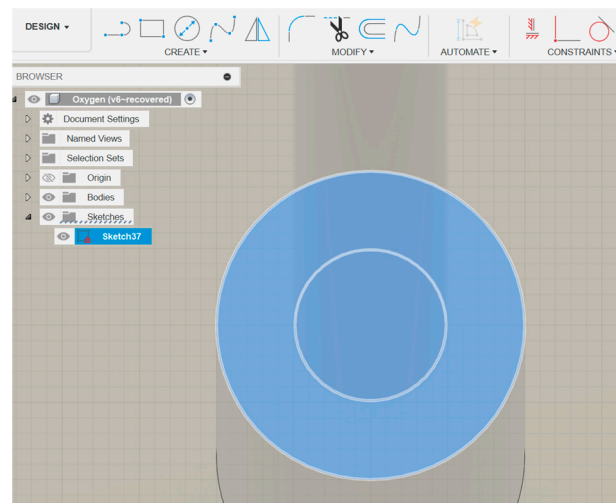 DESIGN
CREATE
MODIFY
AUTOMATE
CONSTRAINTS
BROWSER
Oxygen (v6~recovered)
Document Settings
Named Views
Selection Sets
Origin
Bodies
Sketches
Sketch37